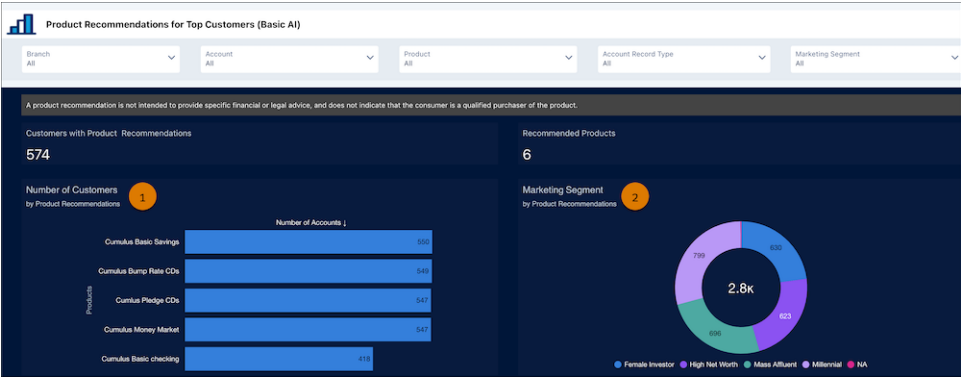 Product Recommendations for Top Customers (Basic AI)
Branch
All
Account
All
Product
All
Account Record Type
All
Marketing Segment
All
A product recommendation is not intended to provide specific financial or legal advice, and does not indicate that the consumer is a qualified purchaser of the product.
Customers with Product Recommendations
574
Recommended Products
6
Number of Customers
by Product Recommendations
1
Number of Accounts ↓
Products
Cumulus Basic Savings
550
Cumulus Bump Rate CDs
549
Cumlus Pledge CDs
547
Cumulus Money Market
547
Cumulus Basic checking
418
Marketing Segment
by Product Recommendations
2
799
630
2.8K
623
696
Female Investor High Net Worth Mass Affluent Millennial NA